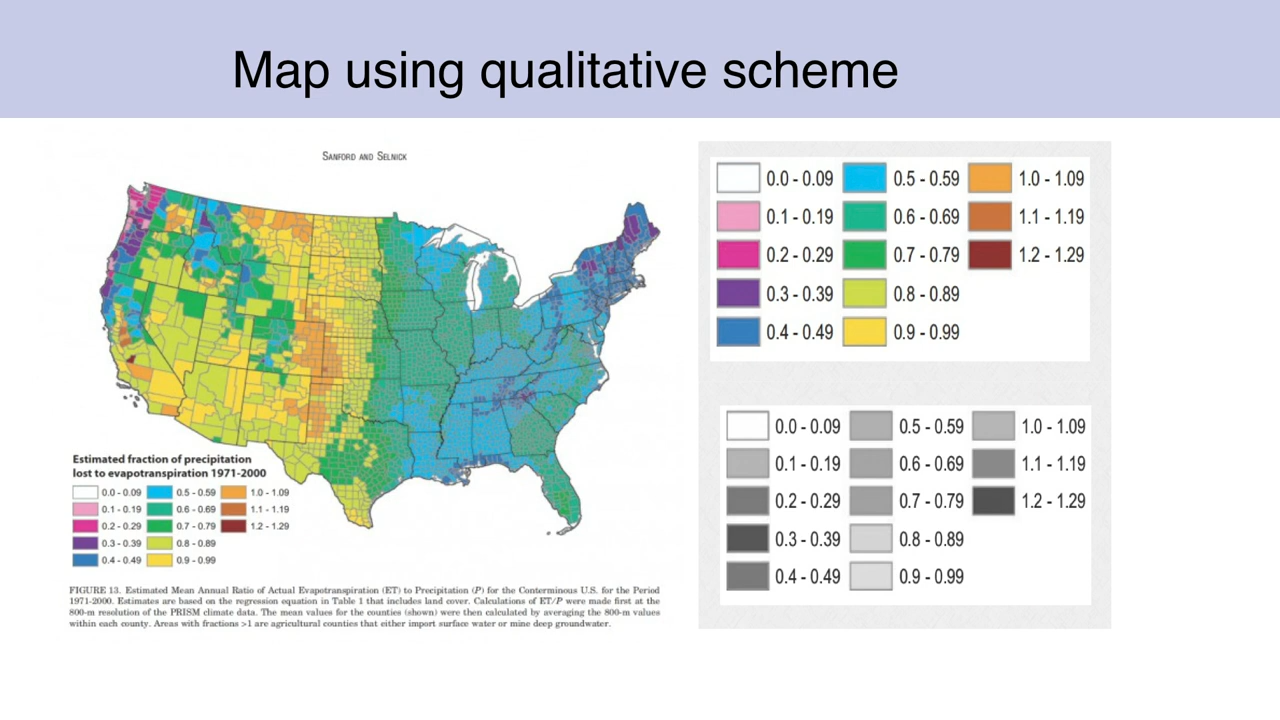 Map using qualitative scheme
SANFORD AND SELNICK
Estimated fraction of precipitation
lost to evapotranspiration 1971-2000
0.0 - 0.09 0.5 - 0.59 1.0 - 1.09
0.1 - 0.19 0.6 - 0.69 1.1 - 1.19
0.2 - 0.29 0.7 - 0.79 1.2 - 1.29
0.3 - 0.39 0.8 - 0.89
0.4 - 0.49 0.9 - 0.99
FIGURE 13. Estimated Mean Annual Ratio of Actual Evapotranspiration (ET) to Precipitation (P) for the Conterminous U.S. for the Period
1971-2000. Estimates are based on the regression equation in Table 1 that includes land cover. Calculations of ET/P were made first at the
800-m resolution of the PRISM climate data. The mean values for the counties (shown) were then calculated by averaging the 800-m values
within each county. Areas with fractions >1 are agricultural counties that either import surface water or mine deep groundwater.
0.0 - 0.09 0.5 - 0.59 1.0 - 1.09
0.1 - 0.19 0.6 - 0.69 1.1 - 1.19
0.2 - 0.29 0.7 - 0.79 1.2 - 1.29
0.3 - 0.39 0.8 - 0.89
0.4 - 0.49 0.9 - 0.99
0.0 - 0.09 0.5 - 0.59 1.0 - 1.09
0.1 - 0.19 0.6 - 0.69 1.1 - 1.19
0.2 - 0.29 0.7 - 0.79 1.2 - 1.29
0.3 - 0.39 0.8 - 0.89
0.4 - 0.49 0.9 - 0.99